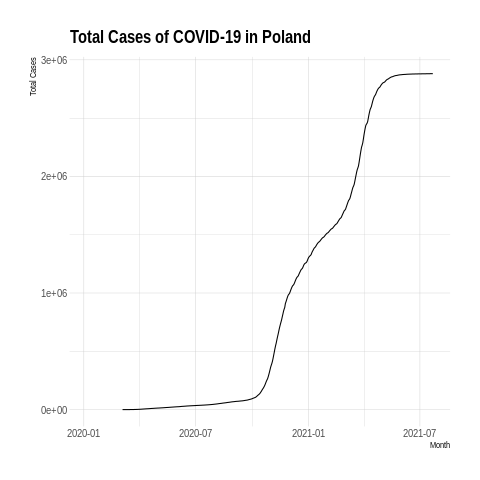 Total Cases of COVID-19 in Poland
Total Cases
3e+06
2e+06
1e+06
0e+00
2020-01 2020-07 2021-01 2021-07
Month